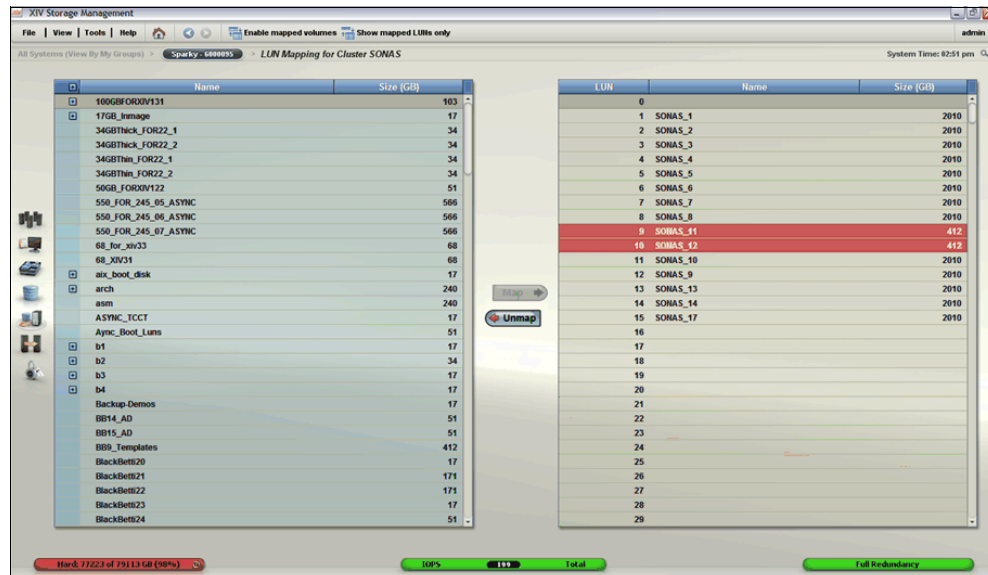 XIV Storage Management
File | View | Tools | Help Enable mapped volumes Show mapped LUNs only admin
All Systems (View By My Groups) > Sparky - 6000095 > LUN Mapping for Cluster SONAS System Time: 02:51 pm
Name Size (GB) LUN Name Size (GB)
100GBFORXIV131 103 0
17GB_Inmage 17 1 SONAS_1 2010
34GBThick_FOR22_1 34 2 SONAS_2 2010
34GBThick_FOR22_2 34 3 SONAS_3 2010
34GBThin_FOR22_1 34 4 SONAS_4 2010
34GBThin_FOR22_2 34 5 SONAS_5 2010
50GB_FORXIV122 51 6 SONAS_6 2010
550_FOR_245_05_ASYNC 566 7 SONAS_7 2010
550_FOR_245_06_ASYNC 566 8 SONAS_8 2010
550_FOR_245_07_ASYNC 566 9 SONAS_11 412
68_for_xiv33 68 10 SONAS_12 412
68_XIV31 68 11 SONAS_10 2010
aix_boot_disk 17 12 SONAS_9 2010
arch 240 13 SONAS_13 2010
asm 240 14 SONAS_14 2010
ASYNC_TCCT 17 15 SONAS_17 2010
Aync_Boot_Luns 51 16
b1 17 17
b2 34 18
b3 17 19
b4 17 20
Backup-Demos 17 21
BB14_AD 51 22
BB15_AD 51 23
BB9_Templates 412 24
BlackBetti20 17 25
BlackBetti21 171 26
BlackBetti22 171 27
BlackBetti23 17 28
BlackBetti24 51 29
Map
Unmap
Hard: 77223 of 79113 GB (98%) IOPS 199 Total Full Redundancy